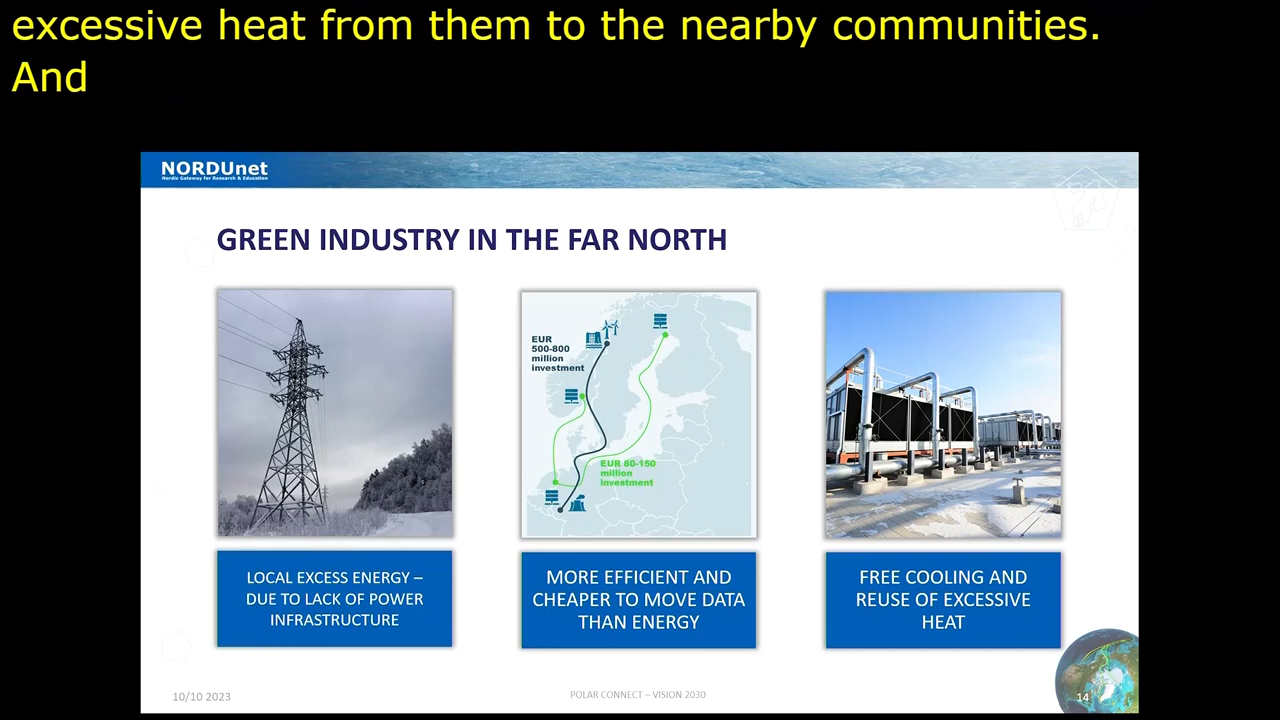 excessive heat from them to the nearby communities.
And
NORDUnet
Nordic Gateway for Research & Education
GREEN INDUSTRY IN THE FAR NORTH
EUR
500-800
million
investment
EUR 80-150
million
investment
LOCAL EXCESS ENERGY –
DUE TO LACK OF POWER
INFRASTRUCTURE
MORE EFFICIENT AND
CHEAPER TO MOVE DATA
THAN ENERGY
FREE COOLING AND
REUSE OF EXCESSIVE
HEAT
10/10 2023
POLAR CONNECT – VISION 2030
14